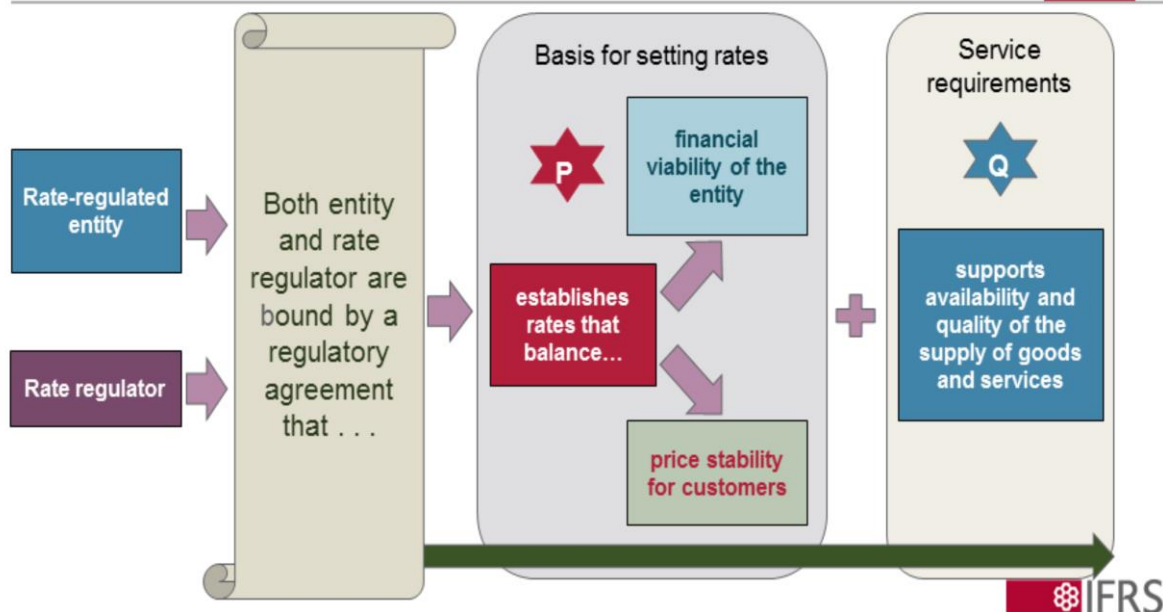 Rate-regulated
entity
Rate regulator
Both entity
and rate
regulator are
bound by a
regulatory
agreement
that . . .
Basis for setting rates
P
establishes
rates that
balance…
financial
viability of the
entity
price stability
for customers
Service
requirements
Q
supports
availability and
quality of the
supply of goods
and services
IFRS